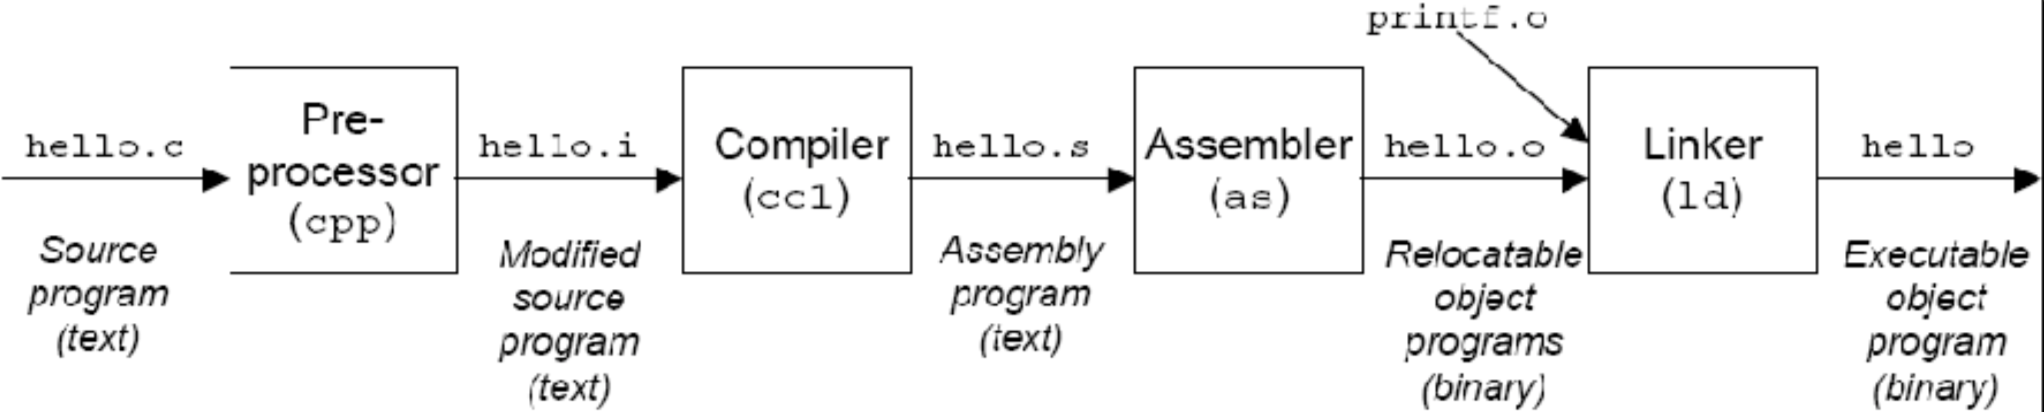 printf.o
hello.c
Pre-
processor
(cpp)
hello.i
Compiler
(cc1)
hello.s
Assembler
(as)
hello.o
Linker
(ld)
hello
Source
program
(text)
Modified
source
program
(text)
Assembly
program
(text)
Relocatable
object
programs
(binary)
Executable
object
program
(binary)